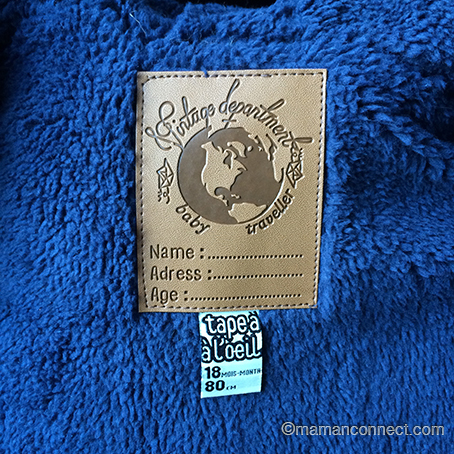 Vintage department
baby traveller
Name : ........................
Adress : .....................
Age : ........................
tape à
à l'oeil
18 MOIS-MONTH
80 CM
©mamanconnect.com